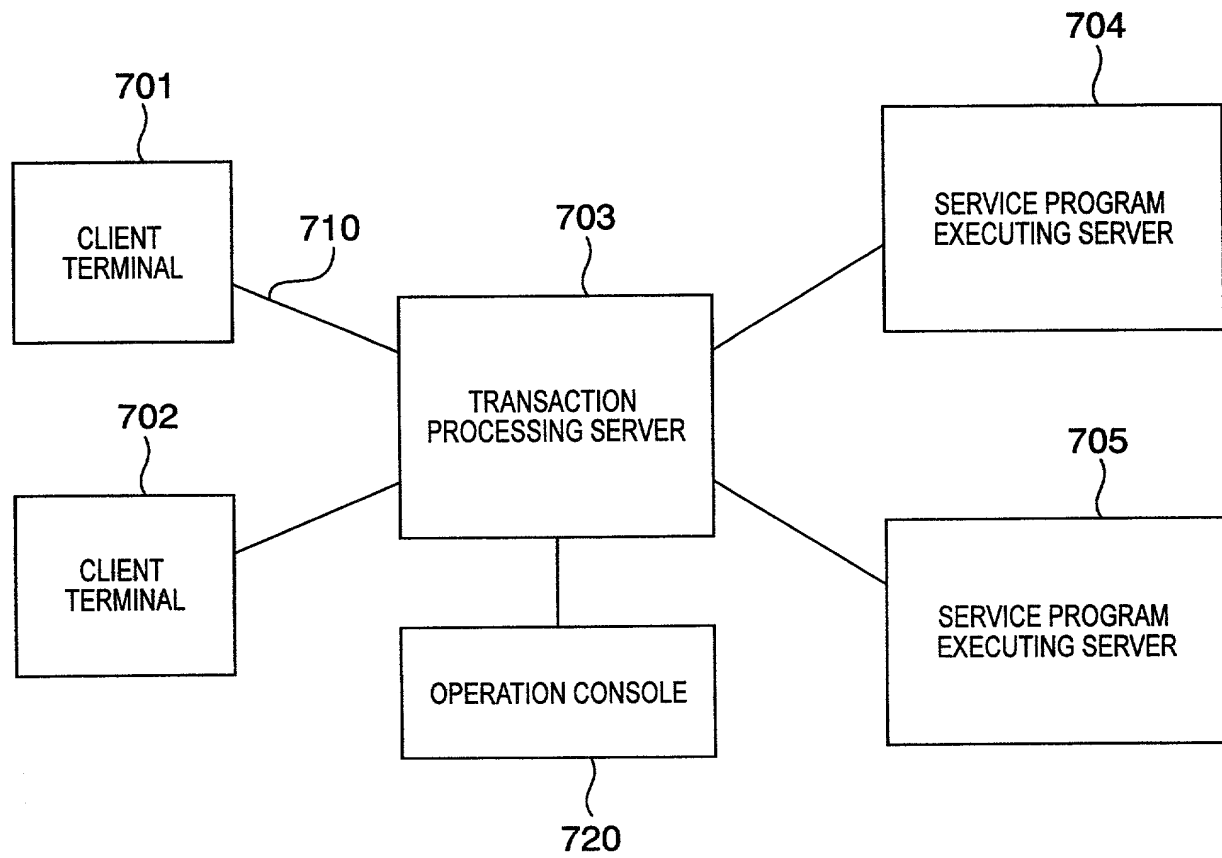 704
701
SERVICE PROGRAM
EXECUTING SERVER
710
703
CLIENT
TERMINAL
TRANSACTION
PROCESSING SERVER
702
705
CLIENT
TERMINAL
SERVICE PROGRAM
EXECUTING SERVER
OPERATION CONSOLE
720